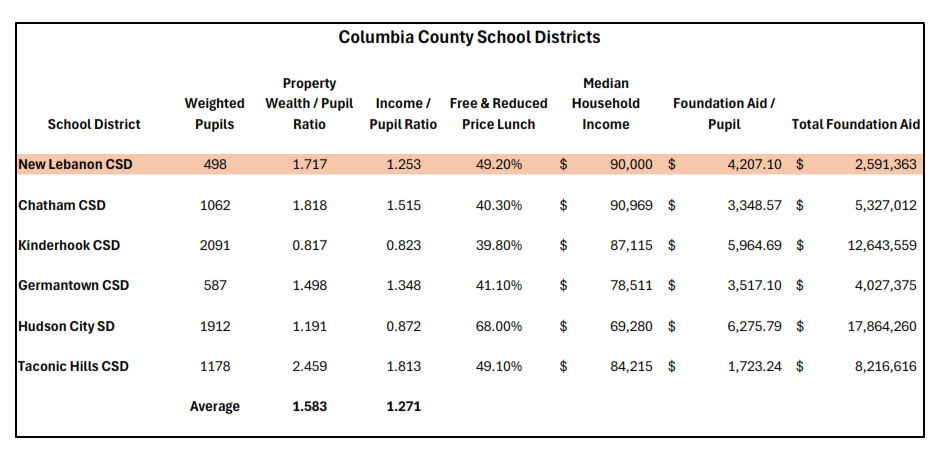 Columbia County School Districts
Property Median
Weighted Wealth / Pupil Income / Free & Reduced Household Foundation Aid /
School District Pupils Ratio Pupil Ratio Price Lunch Income Pupil Total Foundation Aid
New Lebanon CSD 498 1.717 1.253 49.20% $ 90,000 $ 4,207.10 $ 2,591,363
Chatham CSD 1062 1.818 1.515 40.30% $ 90,969 $ 3,348.57 $ 5,327,012
Kinderhook CSD 2091 0.817 0.823 39.80% $ 87,115 $ 5,964.69 $ 12,643,559
Germantown CSD 587 1.498 1.348 41.10% $ 78,511 $ 3,517.10 $ 4,027,375
Hudson City SD 1912 1.191 0.872 68.00% $ 69,280 $ 6,275.79 $ 17,864,260
Taconic Hills CSD 1178 2.459 1.813 49.10% $ 84,215 $ 1,723.24 $ 8,216,616
Average 1.583 1.271